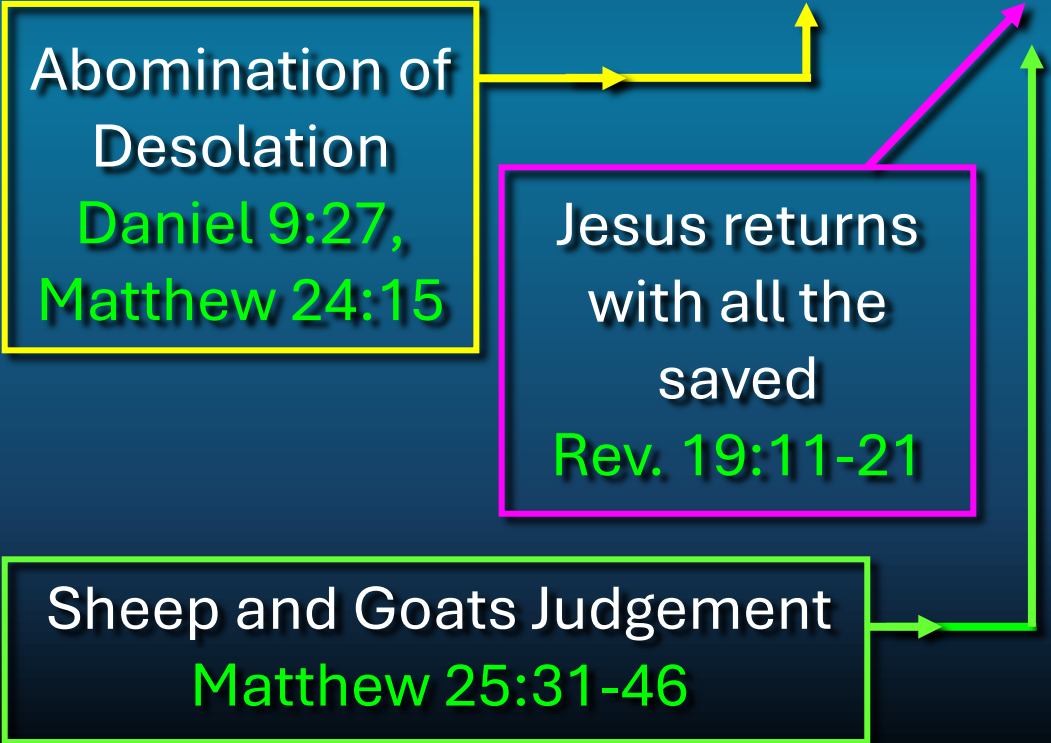 Abomination of
Desolation
Daniel 9:27,
Matthew 24:15
Jesus returns
with all the
saved
Rev. 19:11-21
Sheep and Goats Judgement
Matthew 25:31-46